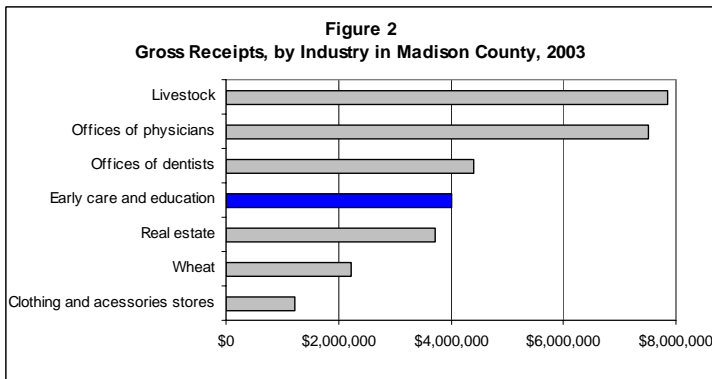 Figure 2
Gross Receipts, by Industry in Madison County, 2003
Livestock
Offices of physicians
Offices of dentists
Early care and education
Real estate
Wheat
Clothing and acessories stores
$0 $2,000,000 $4,000,000 $6,000,000 $8,000,000